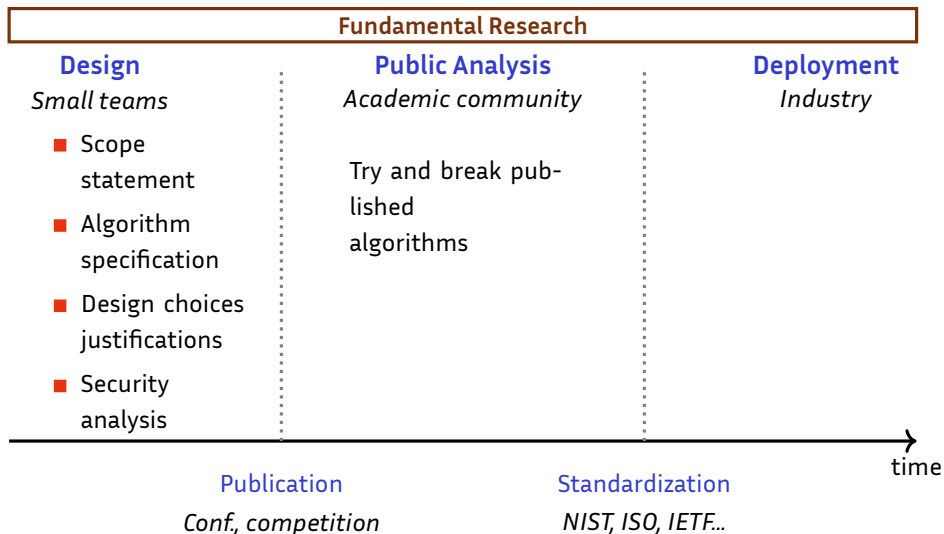 Fundamental Research
Design
Small teams
Scope
statement
Algorithm
specification
Design choices
justifications
Security
analysis
Public Analysis
Academic community
Try and break pub-
lished
algorithms
Deployment
Industry
time
Publication
Conf., competition
Standardization
NIST, ISO, IETF...